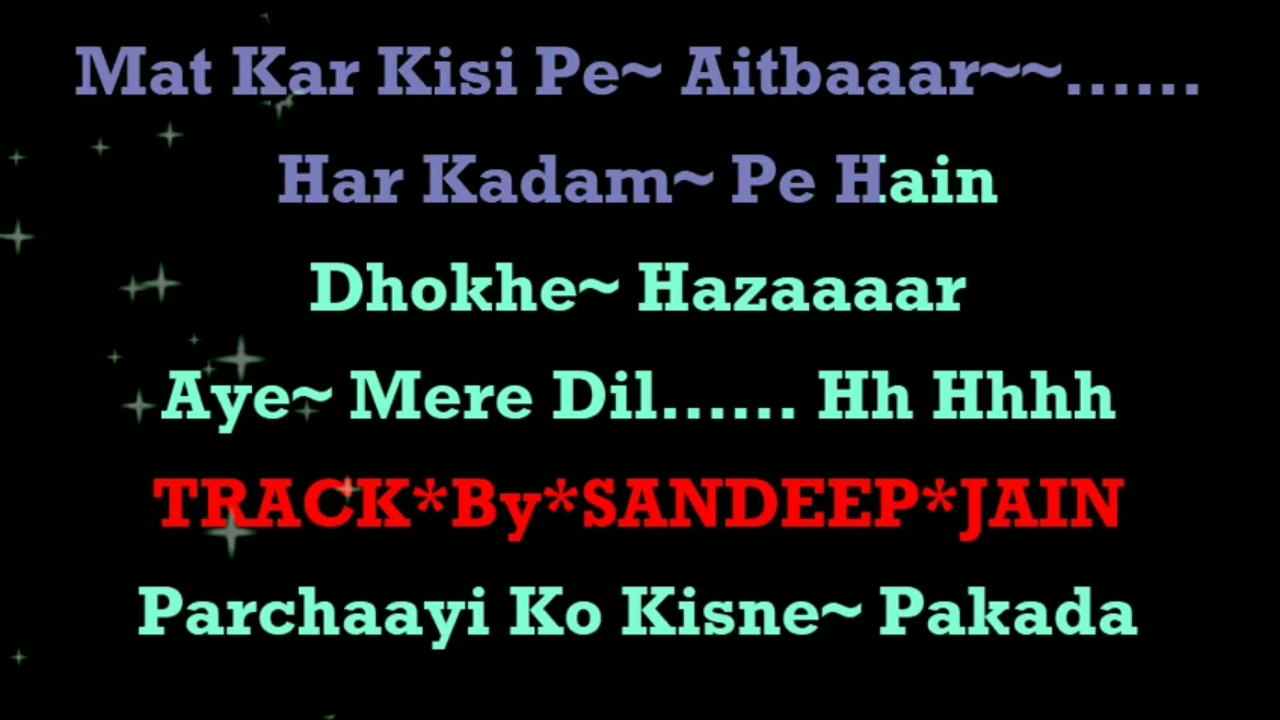 Mat Kar Kisi Pe~ Aitbaaar~~......
Har Kadam~ Pe Hain
Dhokhe~ Hazaaaar
Aye~ Mere Dil...... Hh Hhhh
TRACK*By*SANDEEP*JAIN
Parchaayi Ko Kisne~ Pakada